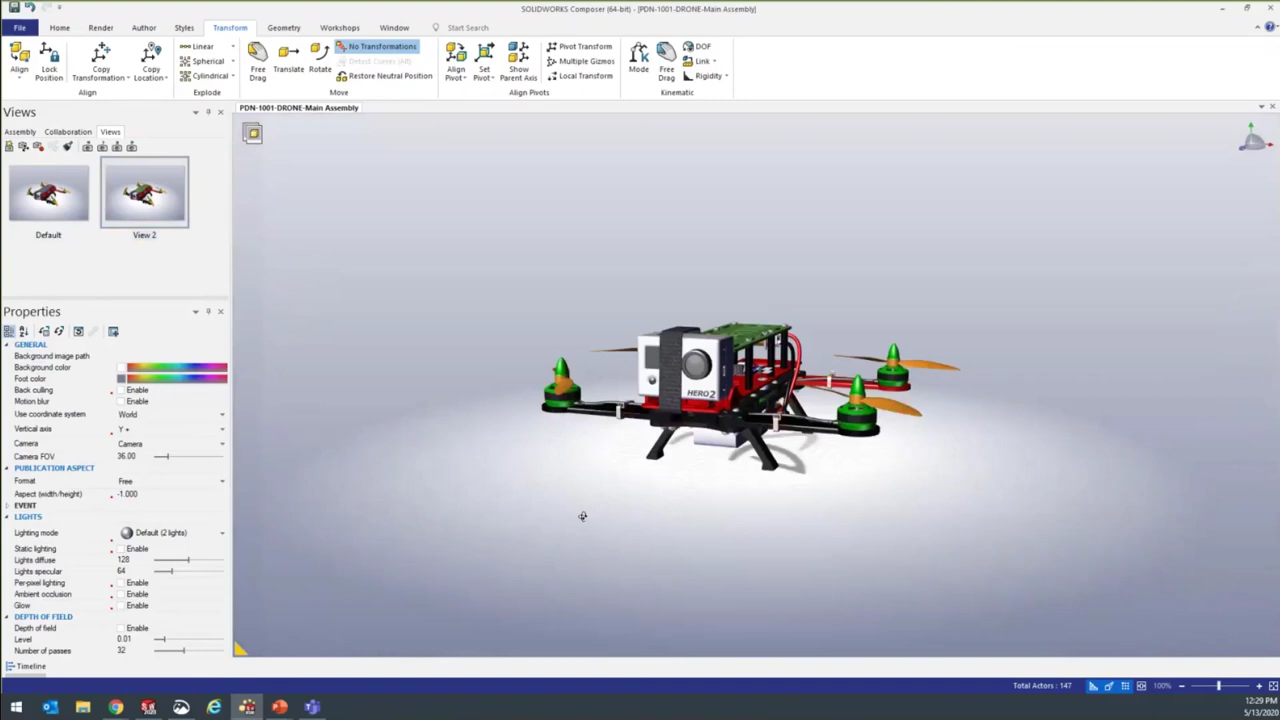 SOLIDWORKS Composer (64-bit) - [PDN-1001-DRONE-Main Assembly]
File Home Render Author Styles Transform Geometry Workshops Window Start Search
Align Lock Position Copy Transformation Copy Location
Linear
Spherical
Cylindrical
Free Drag Translate Rotate
No Transformations
Detect Curves (Alt)
Restore Neutral Position
Align Pivot Set Pivot Show Parent Axis
Pivot Transform
Multiple Gizmos
Local Transform
Mode Free Drag
DOF
Link
Rigidity
Align Explode Move Align Pivots Kinematic
Views
PDN-1001-DRONE-Main Assembly
Assembly Collaboration Views
Default View 2
Properties
GENERAL
Background image path
Background color
Foot color
Back culling Enable
Motion blur Enable
Use coordinate system World
Vertical axis Y +
Camera Camera
Camera FOV 36.00
PUBLICATION ASPECT
Format Free
Aspect (width/height) -1.000
EVENT
LIGHTS
Lighting mode Default (2 lights)
Static lighting Enable
Lights diffuse 128
Lights specular 64
Per-pixel lighting Enable
Ambient occlusion Enable
Glow Enable
DEPTH OF FIELD
Depth of field Enable
Level 0.01
Number of passes 32
HERO2
Timeline
Total Actors : 147 100%
12:29 PM
5/13/2020